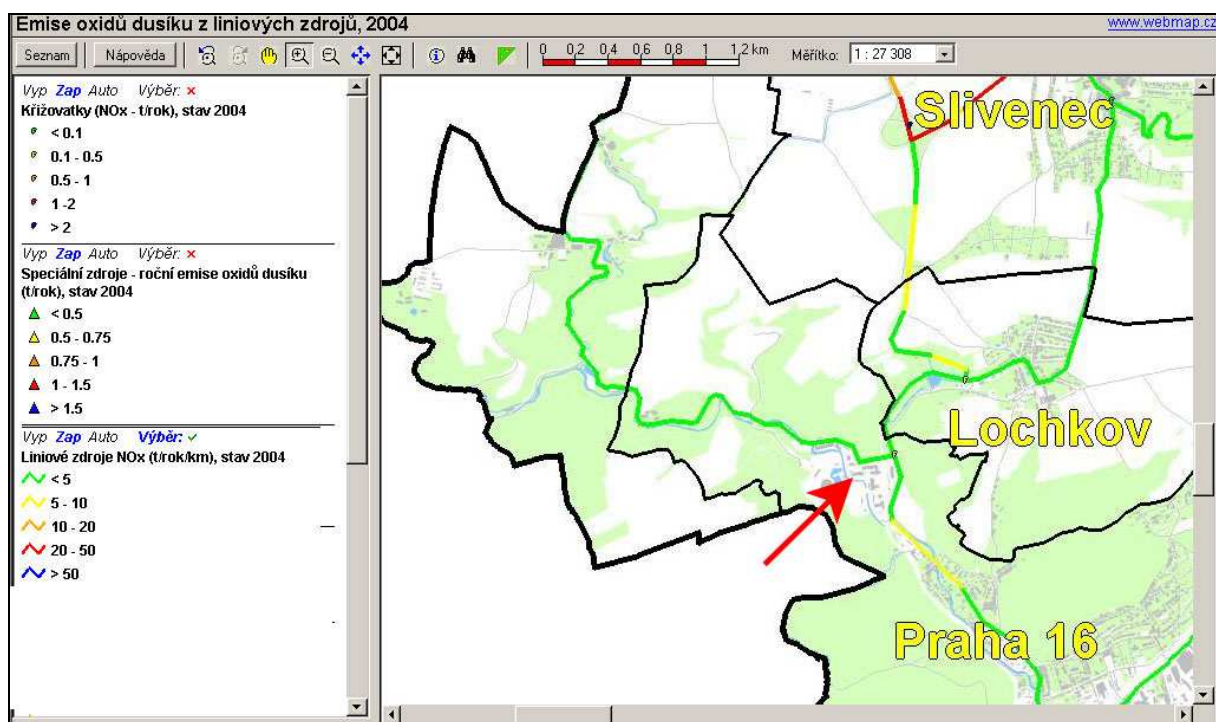 Emise oxidů dusíku z liniových zdrojů, 2004
www.webmap.cz
Seznam
Nápověda
0 0,2 0,4 0,6 0,8 1 1,2 km
Měřítko:
1 : 27 308
Vyp Zap Auto Výběr:
Křižovatky (NOx - t/rok), stav 2004
< 0.1
0.1 - 0.5
0.5 - 1
1 -2
> 2
Vyp Zap Auto Výběr:
Speciální zdroje - roční emise oxidů dusíku
(t/rok), stav 2004
< 0.5
0.5 - 0.75
0.75 - 1
1 - 1.5
> 1.5
Vyp Zap Auto Výběr:
Liniové zdroje NOx (t/rok/km), stav 2004
< 5
5 - 10
10 - 20
20 - 50
> 50
Slivenec
Lochkov
Praha 16